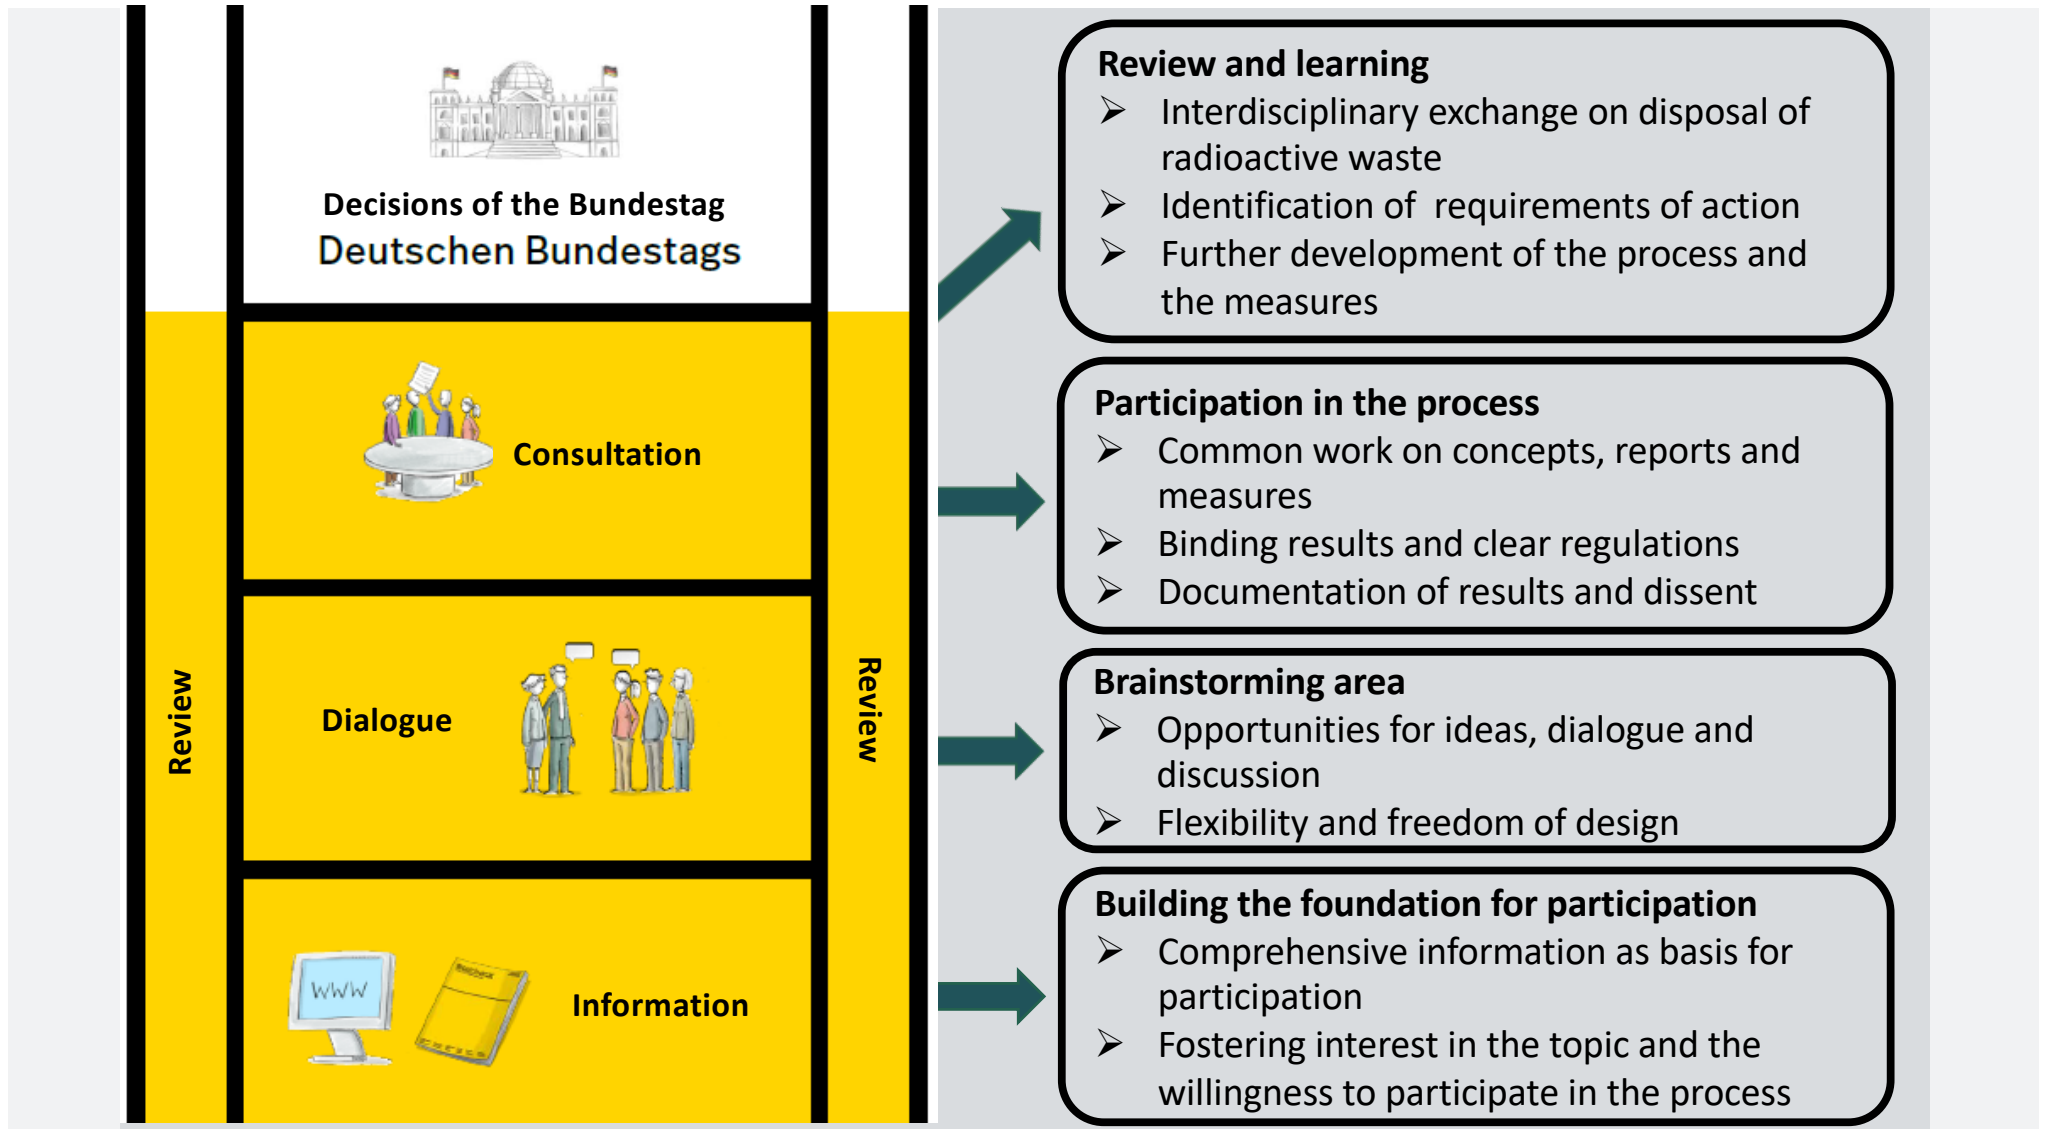 Decisions of the Bundestag
Deutschen Bundestags
Consultation
Review
Dialogue
Review
WWW
Information
Review and learning
➢ Interdisciplinary exchange on disposal of
radioactive waste
➢ Identification of  requirements of action
➢ Further development of the process and
the measures
Participation in the process
➢ Common work on concepts, reports and
measures
➢ Binding results and clear regulations
➢ Documentation of results and dissent
Brainstorming area
➢ Opportunities for ideas, dialogue and
discussion
➢ Flexibility and freedom of design
Building the foundation for participation
➢ Comprehensive information as basis for
participation
➢ Fostering interest in the topic and the
willingness to participate in the process